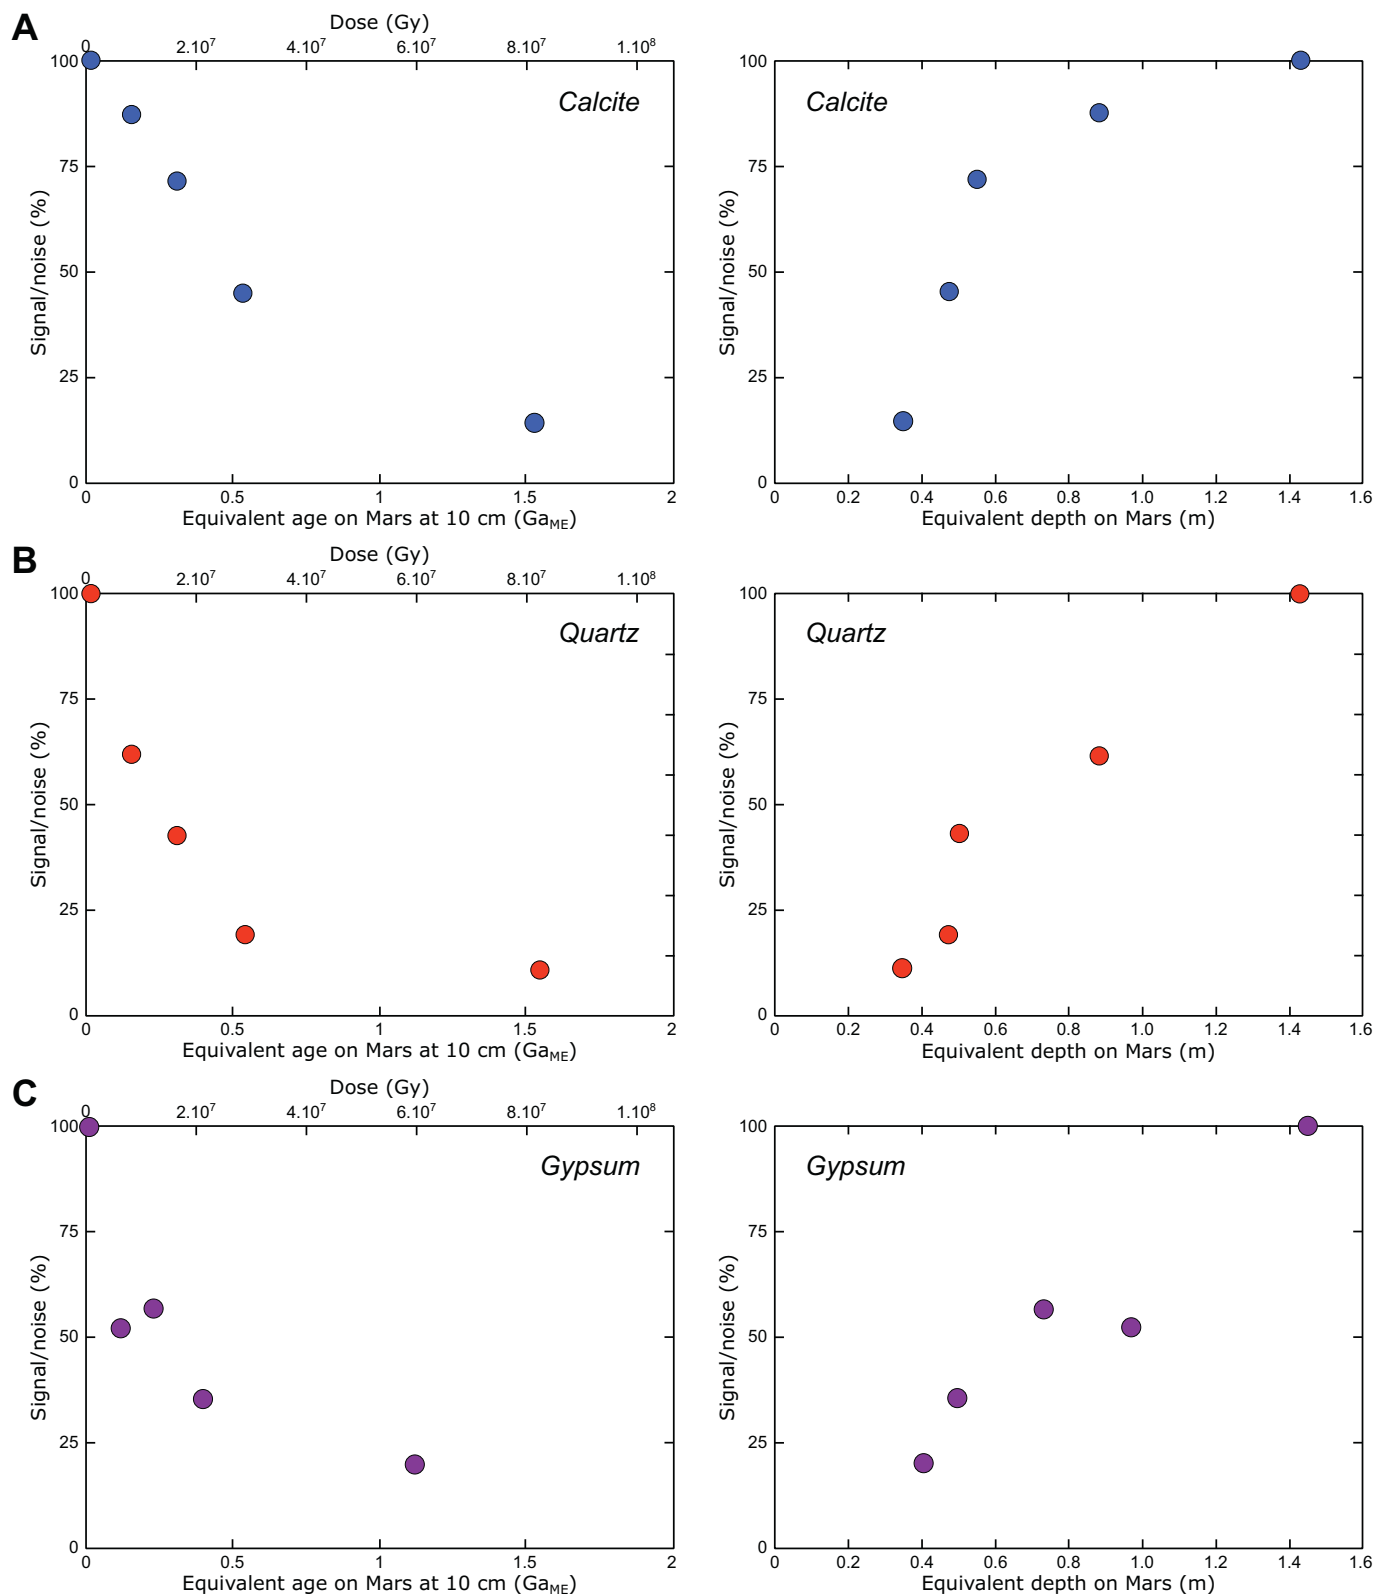 A
Dose (Gy)
0 2.10⁷ 4.10⁷ 6.10⁷ 8.10⁷ 1.10⁸
Calcite
Signal/noise (%)
100
75
50
25
0
0 0.5 1 1.5 2
Equivalent age on Mars at 10 cm (Ga_ME)
Calcite
Signal/noise (%)
100
75
50
25
0
0 0.2 0.4 0.6 0.8 1.0 1.2 1.4 1.6
Equivalent depth on Mars (m)
B
Dose (Gy)
0 2.10⁷ 4.10⁷ 6.10⁷ 8.10⁷ 1.10⁸
Quartz
Signal/noise (%)
100
75
50
25
0
0 0.5 1 1.5 2
Equivalent age on Mars at 10 cm (Ga_ME)
Quartz
Signal/noise (%)
100
75
50
25
0
0 0.2 0.4 0.6 0.8 1.0 1.2 1.4 1.6
Equivalent depth on Mars (m)
C
Dose (Gy)
0 2.10⁷ 4.10⁷ 6.10⁷ 8.10⁷ 1.10⁸
Gypsum
Signal/noise (%)
100
75
50
25
0
0 0.5 1 1.5 2
Equivalent age on Mars at 10 cm (Ga_ME)
Gypsum
Signal/noise (%)
100
75
50
25
0
0 0.2 0.4 0.6 0.8 1.0 1.2 1.4 1.6
Equivalent depth on Mars (m)